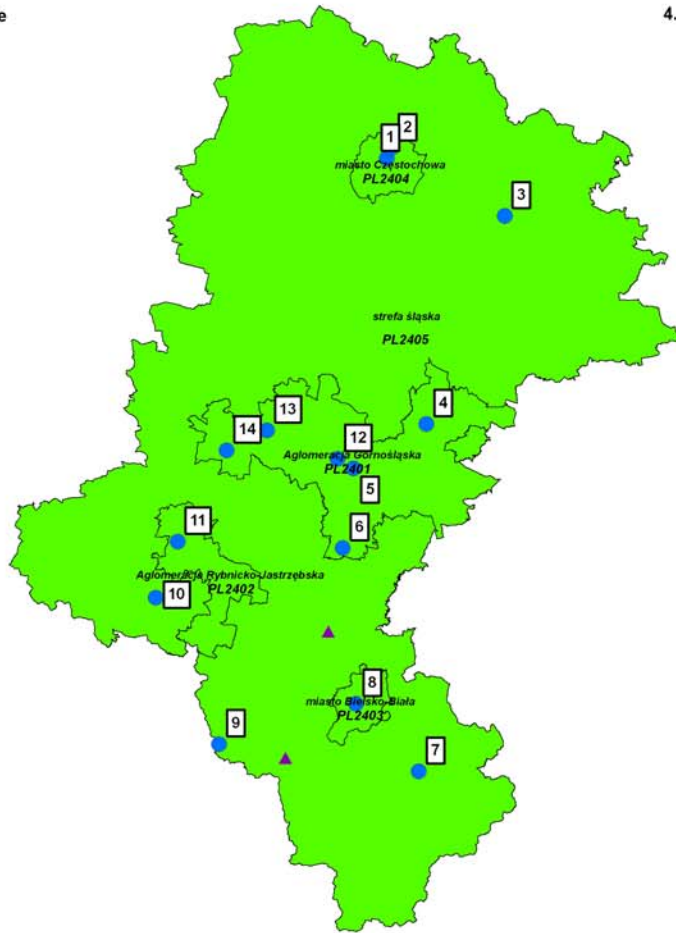 e
4.
2
1
miasto Częstochowa
PL2404
3
strefa śląska
PL2405
4
13
14
12
Aglomeracja Górnośląska
PL2401
5
6
11
Aglomeracja Rybnicko-Jastrzębska
PL2402
10
8
miasto Bielsko-Biała
PL2403
9
7